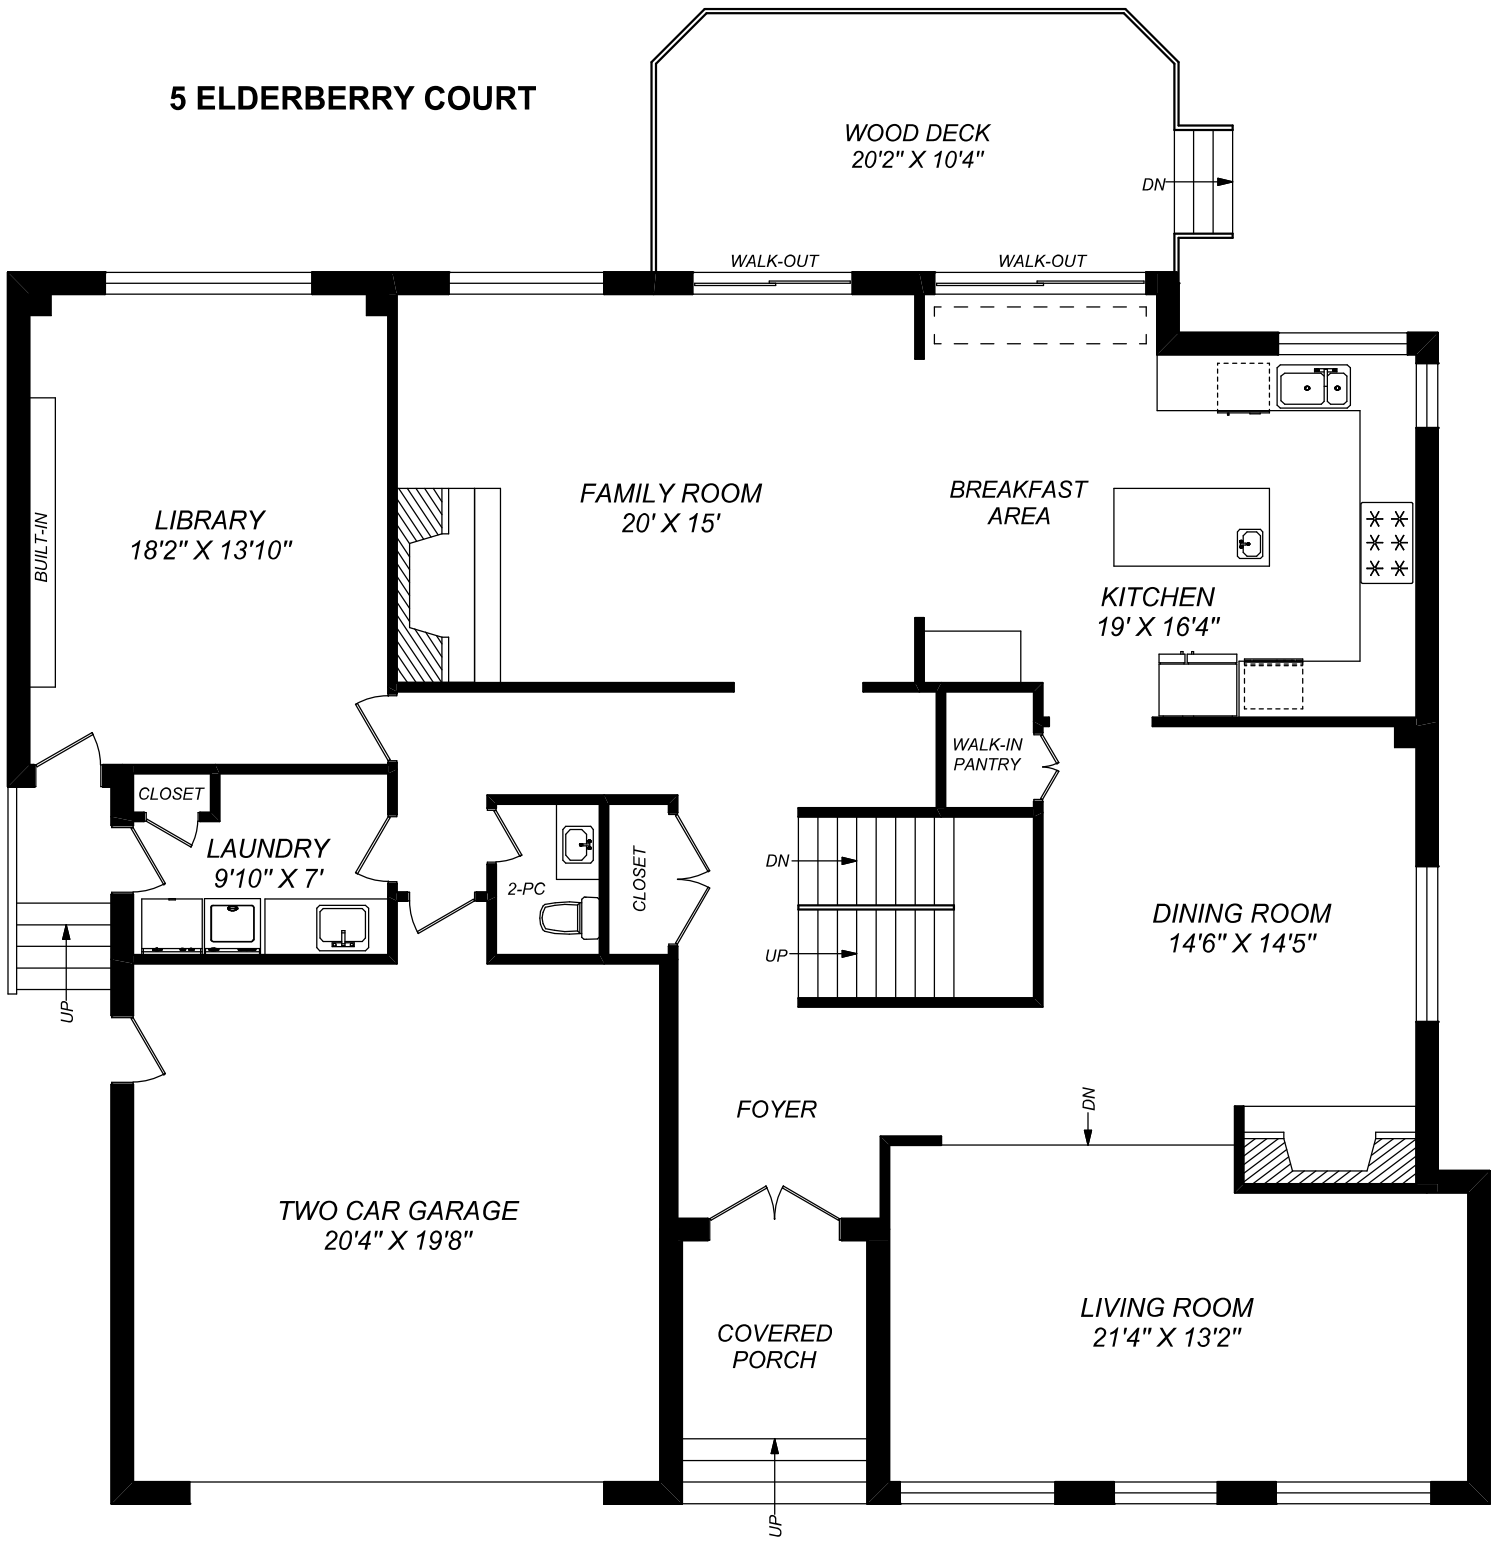 5 ELDERBERRY COURT
WOOD DECK
20'2" X 10'4"
DN
WALK-OUT
WALK-OUT
BUILT-IN
LIBRARY
18'2" X 13'10"
FAMILY ROOM
20' X 15'
BREAKFAST
AREA
KITCHEN
19' X 16'4"
WALK-IN
PANTRY
CLOSET
LAUNDRY
9'10" X 7'
2-PC
CLOSET
DN
UP
DINING ROOM
14'6" X 14'5"
UP
FOYER
DN
TWO CAR GARAGE
20'4" X 19'8"
COVERED
PORCH
LIVING ROOM
21'4" X 13'2"
UP